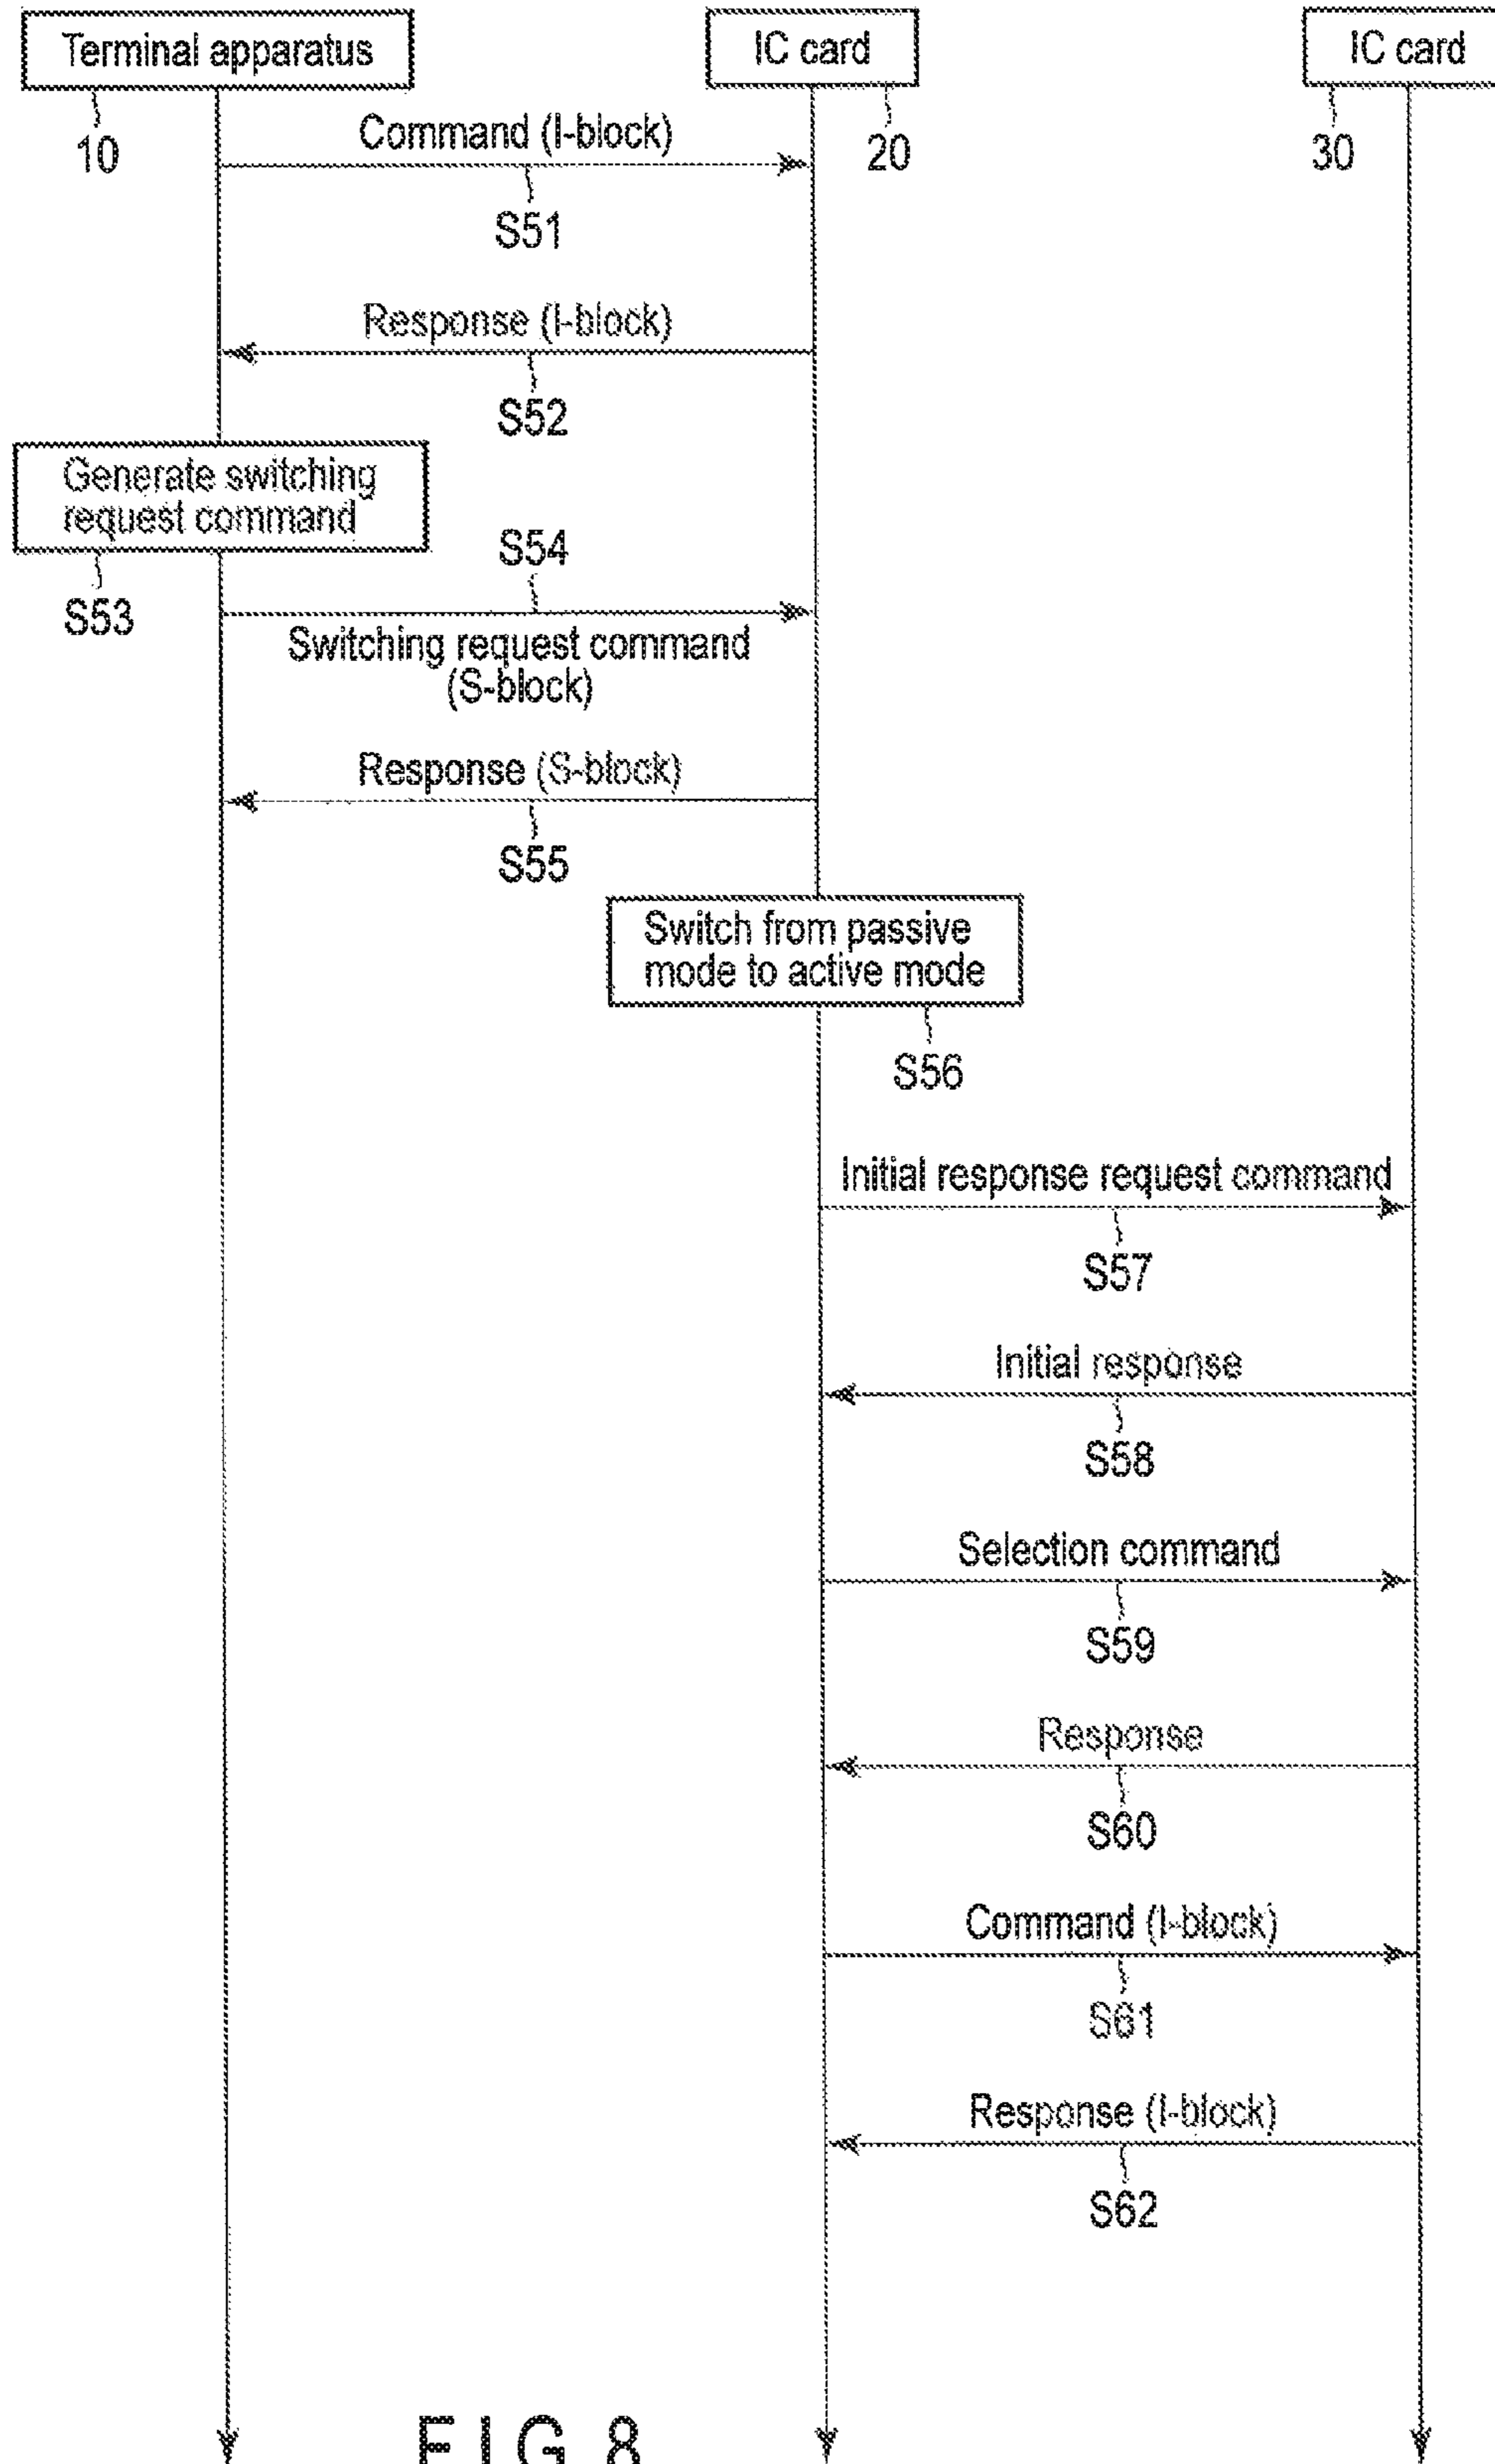 Terminal apparatus
IC card
IC card
10
20
30
Command (I-block)
S51
Response (I-block)
S52
Generate switching
request command
S53
S54
Switching request command
(S-block)
Response (S-block)
S55
Switch from passive
mode to active mode
S56
Initial response request command
S57
Initial response
S58
Selection command
S59
Response
S60
Command (I-block)
S61
Response (I-block)
S62
FIG. 8